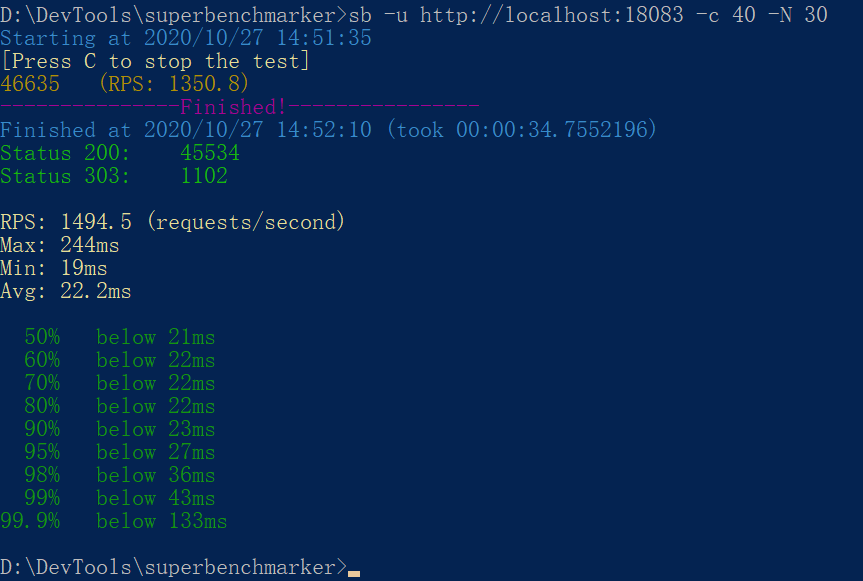 D:\DevTools\superbenchmarker>sb -u http://localhost:18083 -c 40 -N 30
Starting at 2020/10/27 14:51:35
[Press C to stop the test]
46635   (RPS: 1350.8)
---------------Finished!----------------
Finished at 2020/10/27 14:52:10 (took 00:00:34.7552196)
Status 200:    45534
Status 303:    1102
RPS: 1494.5 (requests/second)
Max: 244ms
Min: 19ms
Avg: 22.2ms
50%   below 21ms
60%   below 22ms
70%   below 22ms
80%   below 22ms
90%   below 23ms
95%   below 27ms
98%   below 36ms
99%   below 43ms
99.9%   below 133ms
D:\DevTools\superbenchmarker>